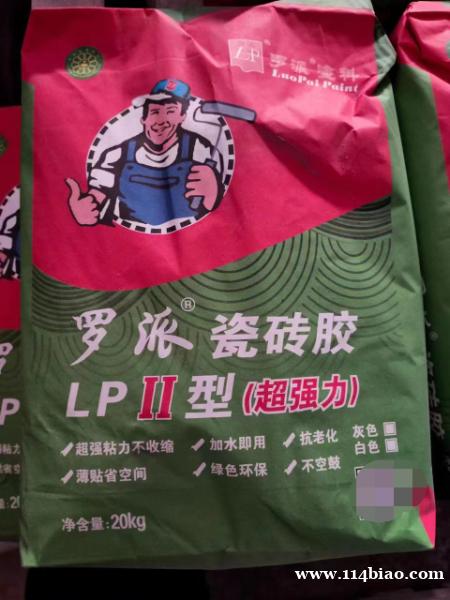 LP® 罗派®涂料
LuoPai Paint
罗派® 瓷砖胶
LP II 型 (超强力)
✓超强粘力不收缩 ✓加水即用 ✓抗老化 灰色
✓薄贴省空间 ✓绿色环保 ✓不空鼓 白色
净含量:20kg
www.114biao.com